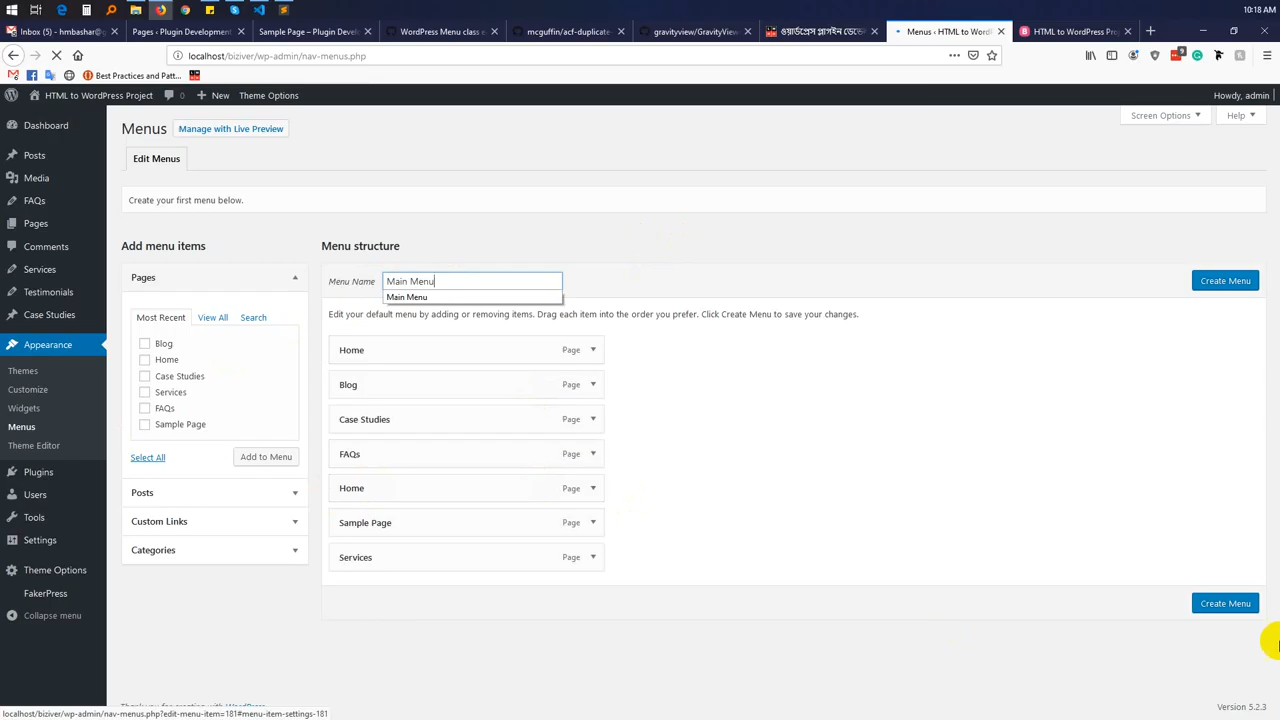 10:18 AM
Inbox (5) - hmbashar@g
Pages ‹ Plugin Development
Sample Page – Plugin Devel
WordPress Menu class e
mcguffin/acf-duplicate
gravityview/GravityView
ওয়ার্ডপ্রেস প্লাগইন ডেভে
Menus ‹ HTML to WordP
HTML to WordPress Pro
localhost/biziver/wp-admin/nav-menus.php
9
Best Practices and Patt...
HTML to WordPress Project
0
New
Theme Options
Howdy, admin
Dashboard
Posts
Media
FAQs
Pages
Comments
Services
Testimonials
Case Studies
Appearance
Themes
Customize
Widgets
Menus
Theme Editor
Plugins
Users
Tools
Settings
Theme Options
FakerPress
Collapse menu
Screen Options
Help
Menus
Manage with Live Preview
Edit Menus
Create your first menu below.
Add menu items
Pages
Most Recent
View All
Search
Blog
Home
Case Studies
Services
FAQs
Sample Page
Select All
Add to Menu
Posts
Custom Links
Categories
Menu structure
Menu Name
Main Menu
Main Menu
Create Menu
Edit your default menu by adding or removing items. Drag each item into the order you prefer. Click Create Menu to save your changes.
Home Page
Blog Page
Case Studies Page
FAQs Page
Home Page
Sample Page Page
Services Page
Create Menu
Version 5.2.3
localhost/biziver/wp-admin/nav-menus.php?edit-menu-item=181#menu-item-settings-181